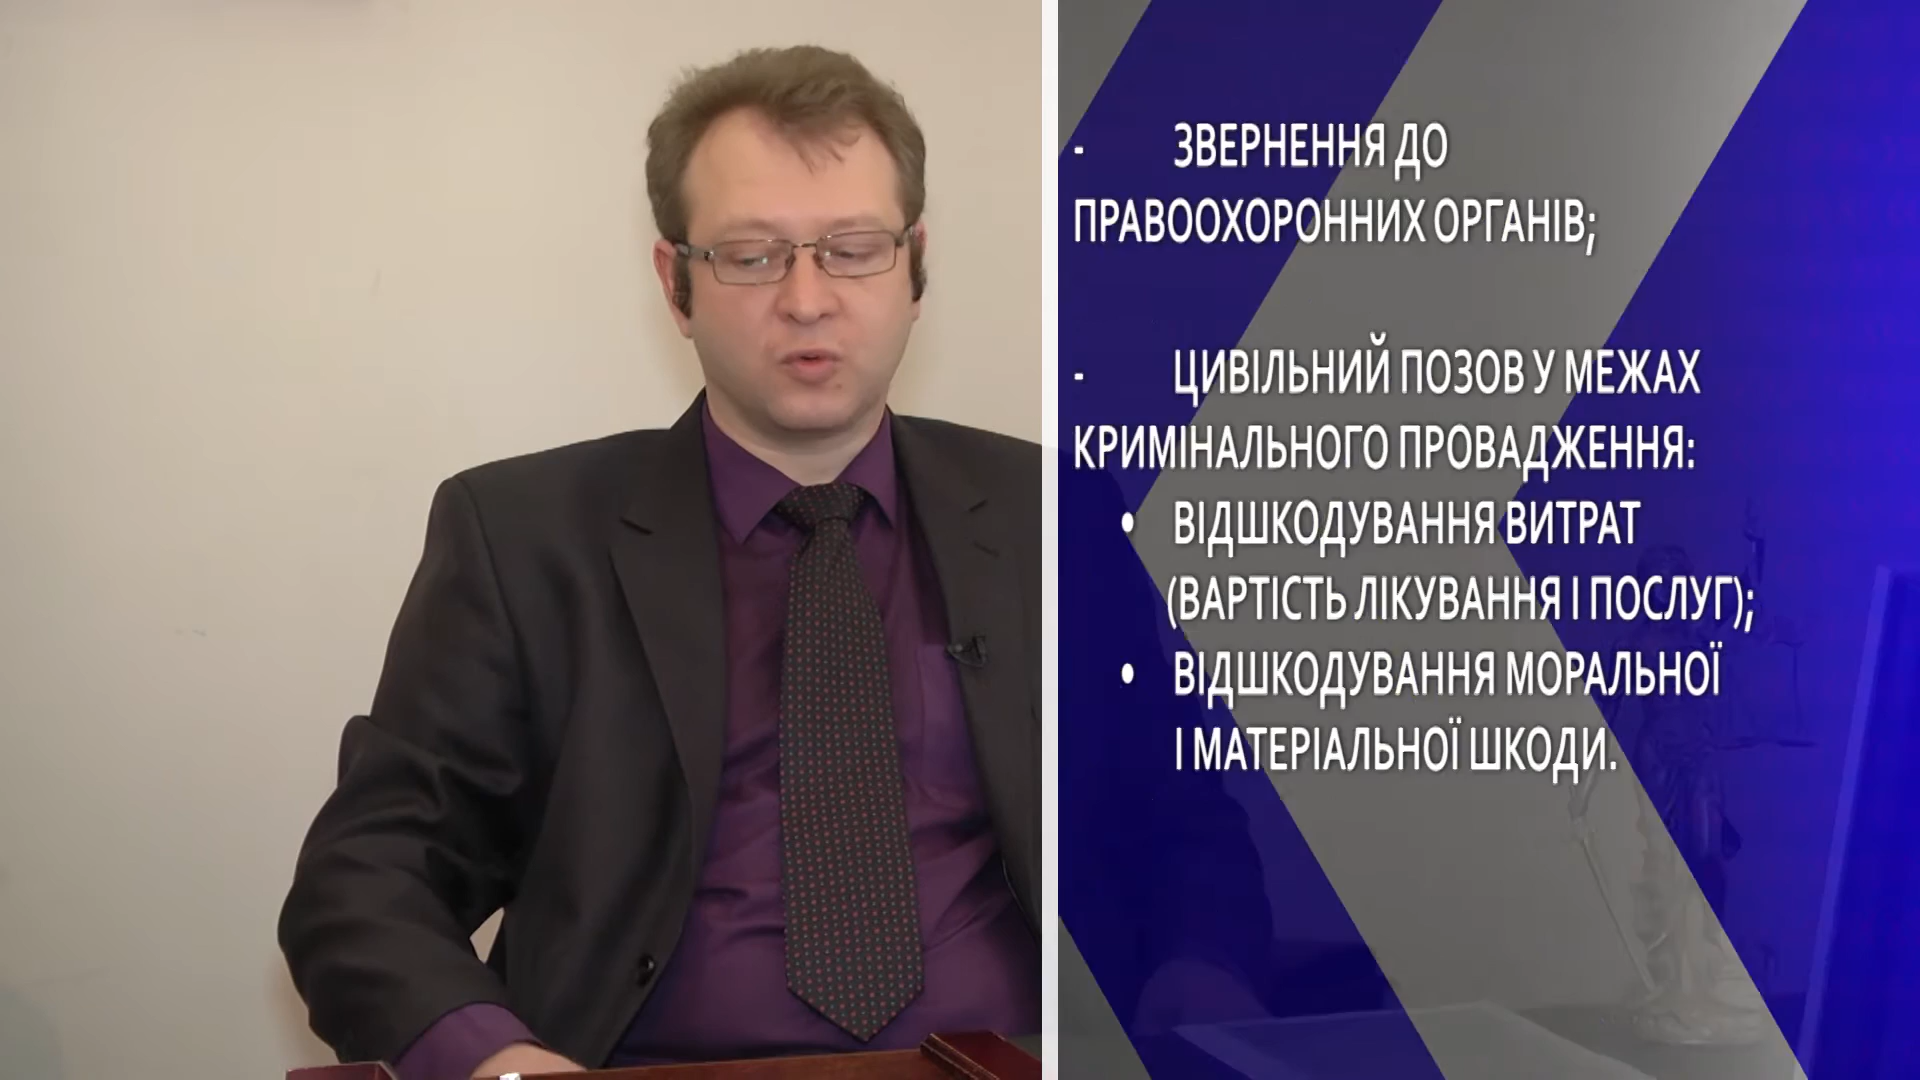 - ЗВЕРНЕННЯ ДО
ПРАВООХОРОННИХ ОРГАНІВ;
- ЦИВІЛЬНИЙ ПОЗОВ У МЕЖАХ
КРИМІНАЛЬНОГО ПРОВАДЖЕННЯ:
• ВІДШКОДУВАННЯ ВИТРАТ
(ВАРТІСТЬ ЛІКУВАННЯ І ПОСЛУГ);
• ВІДШКОДУВАННЯ МОРАЛЬНОЇ
І МАТЕРІАЛЬНОЇ ШКОДИ.